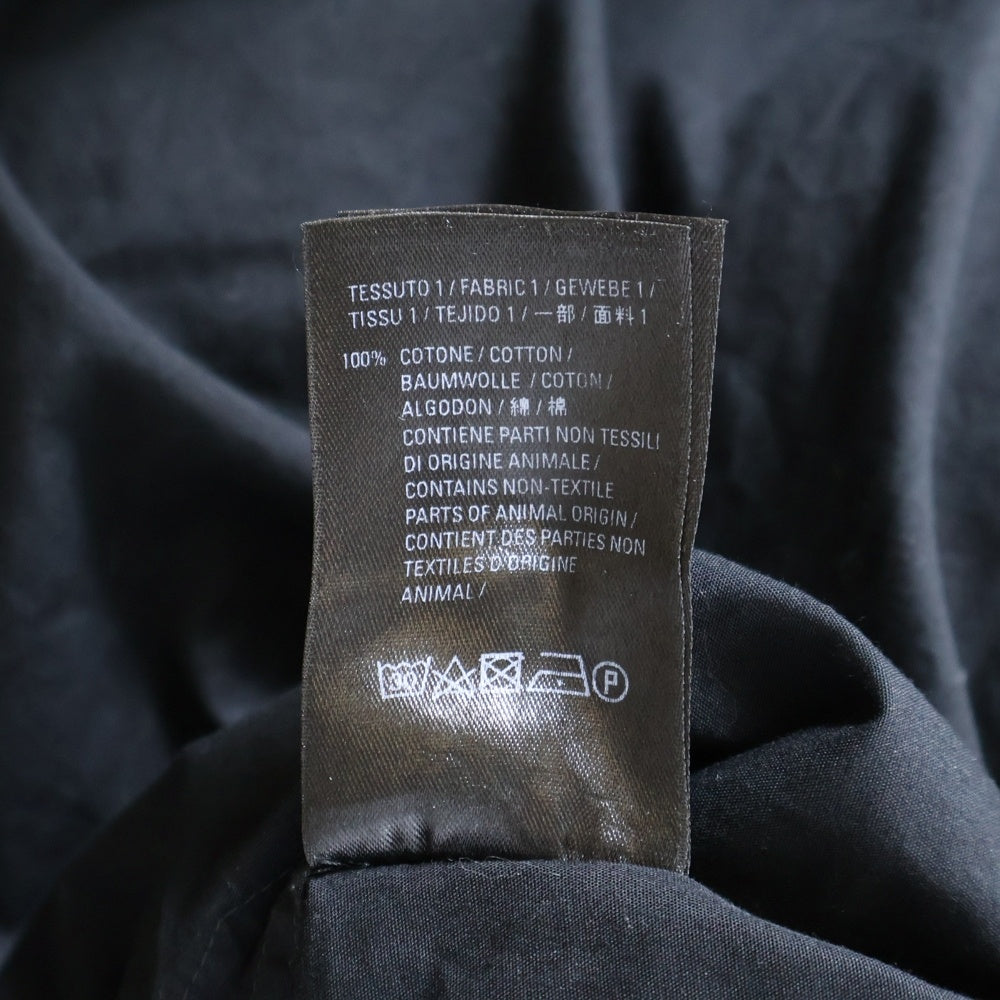 TESSUTO 1 / FABRIC 1 / GEWEBE 1 /
TISSU 1 / TEJIDO 1 / 一部 / 面料 1
100% COTONE / COTTON /
BAUMWOLLE / COTON /
ALGODON / 綿 / 棉
CONTIENE PARTI NON TESSILI
DI ORIGINE ANIMALE /
CONTAINS NON-TEXTILE
PARTS OF ANIMAL ORIGIN /
CONTIENT DES PARTIES NON
TEXTILES D'ORIGINE
ANIMAL /
30 P